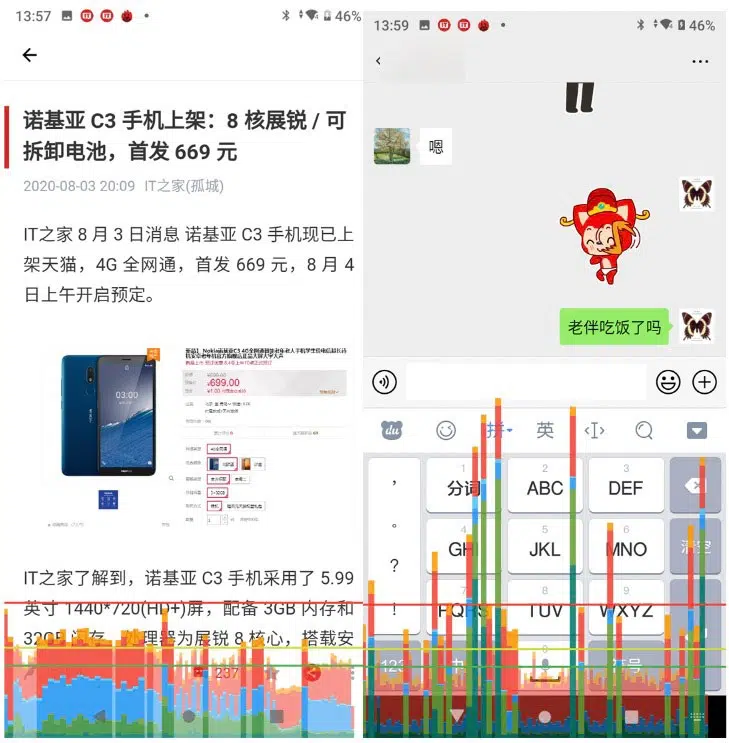 13:57
46%
诺基亚 C3 手机上架：8 核展锐 / 可
拆卸电池，首发 669 元
2020-08-03 20:09 IT之家(孤城)
IT之家 8 月 3 日消息 诺基亚 C3 手机现已上
架天猫，4G 全网通，首发 669 元，8 月 4
日上午开启预定。
03:00
NOKIA
699.00
IT之家了解到，诺基亚 C3 手机采用了 5.99
英寸 1440*720(HD+)屏，配备 3GB 内存和
32GB 闪存，处理器为展锐 8 核心，搭载安
237
13:59
46%
嗯
老伴吃饭了吗
du
拼
英
,
1
分词
2
ABC
3
DEF
。
4
GHI
5
JKL
6
MNO
清空
?
7
PQRS
8
TUV
9
WXYZ
!
123
中
0
符号